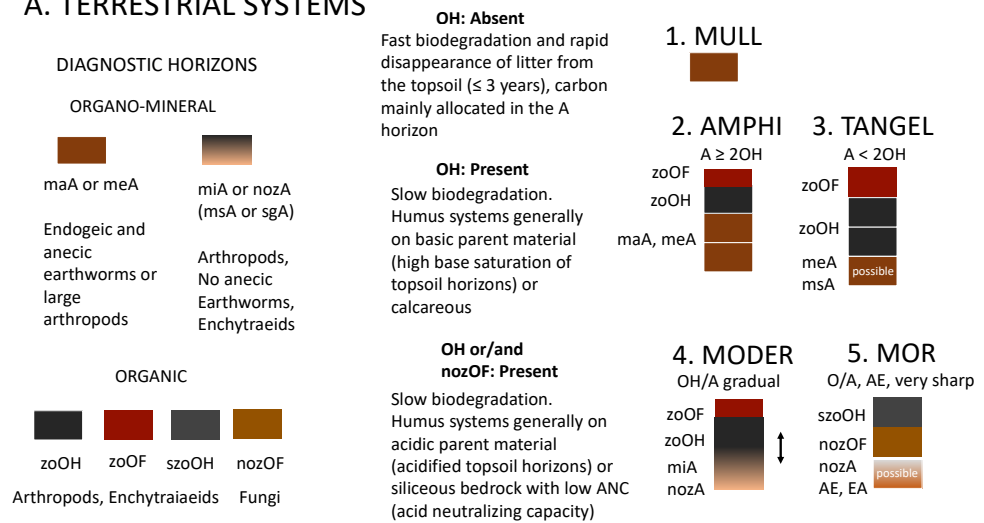 A. TERRESTRIAL SYSTEMS
DIAGNOSTIC HORIZONS
ORGANO-MINERAL
maA or meA
Endogeic and
anecic
earthworms or
large
arthropods
miA or nozA
(msA or sgA)
Arthropods,
No anecic
Earthworms,
Enchytraeids
ORGANIC
zoOH
zoOF
szoOH
nozOF
Arthropods, Enchytraiaeids
Fungi
OH: Absent
Fast biodegradation and rapid
disappearance of litter from
the topsoil (≤ 3 years), carbon
mainly allocated in the A
horizon
1. MULL
OH: Present
Slow biodegradation.
Humus systems generally
on basic parent material
(high base saturation of
topsoil horizons) or
calcareous
2. AMPHI
A ≥ 2OH
zoOF
zoOH
maA, meA
3. TANGEL
A < 2OH
zoOF
zoOH
meA
msA
possible
OH or/and
nozOF: Present
Slow biodegradation.
Humus systems generally on
acidic parent material
(acidified topsoil horizons) or
siliceous bedrock with low ANC
(acid neutralizing capacity)
4. MODER
OH/A gradual
zoOF
zoOH
miA
nozA
5. MOR
O/A, AE, very sharp
szoOH
nozOF
nozA
AE, EA
possible